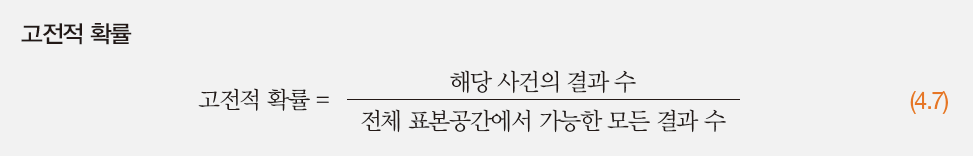 고전적 확률
해당 사건의 결과 수
고전적 확률 =
전체 표본공간에서 가능한 모든 결과 수
(4.7)